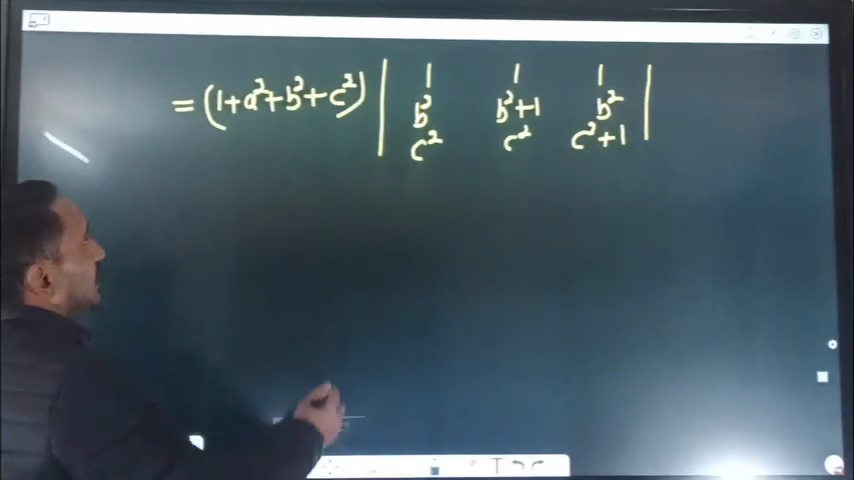 = (1+a²+b²+c²) | 1 1 1 |
| b² b²+1 b² |
| c² c² c²+1 |